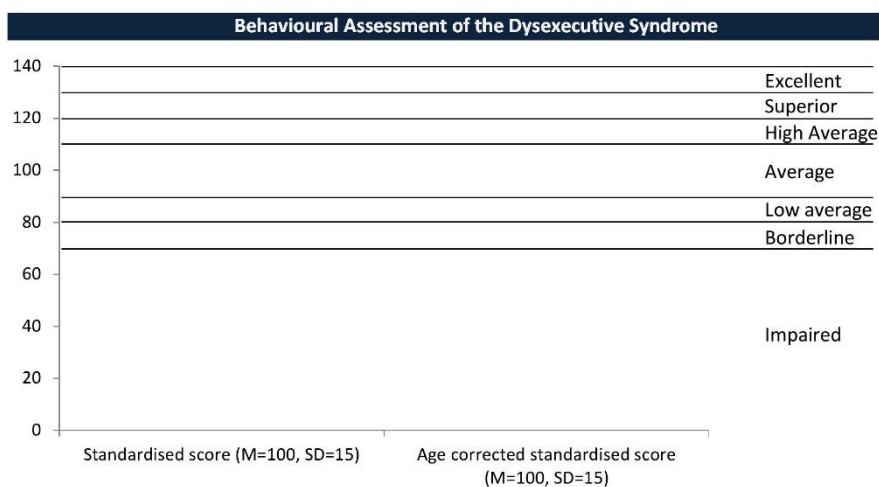 Behavioural Assessment of the Dysexecutive Syndrome
140
Excellent
120
Superior
High Average
100
Average
80
Low average
Borderline
60
40
Impaired
20
0
Standardised score (M=100, SD=15)
Age corrected standardised score
(M=100, SD=15)